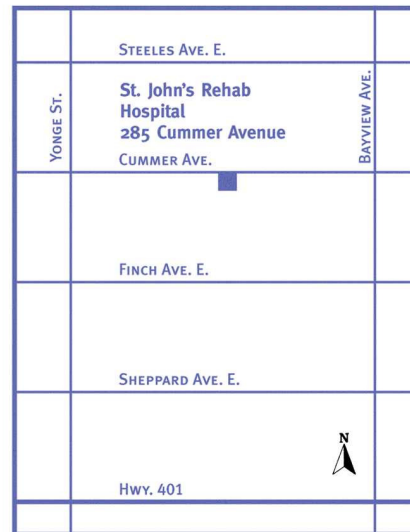 Steeles Ave. E.
Yonge St.
St. John's Rehab
Hospital
285 Cummer Avenue
Bayview Ave.
Cummer Ave.
Finch Ave. E.
Sheppard Ave. E.
N
Hwy. 401